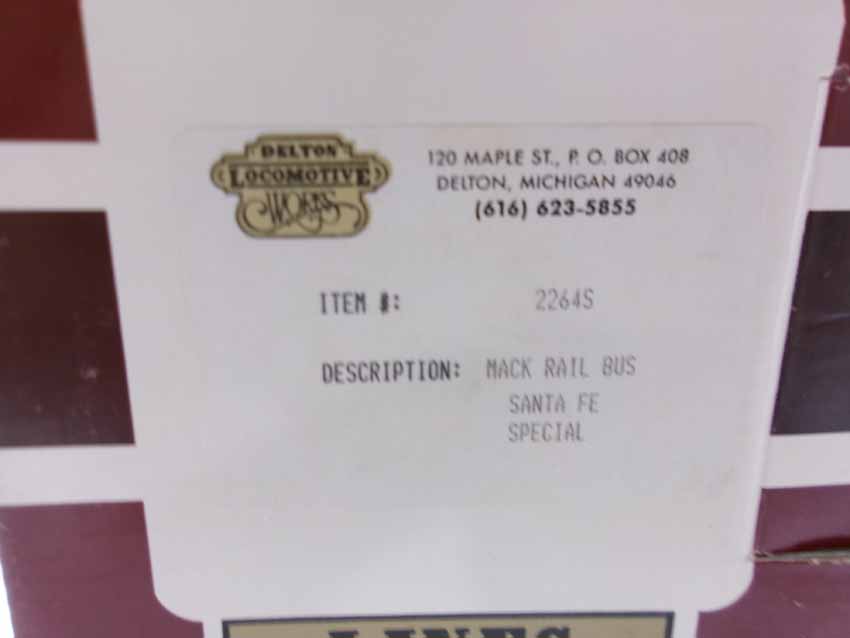 DELTON
LOCOMOTIVE
WORKS
120 MAPLE ST., P. O. BOX 408
DELTON, MICHIGAN 49046
(616) 623-5855
ITEM #: 2264S
DESCRIPTION: MACK RAIL BUS
SANTA FE
SPECIAL
LINES